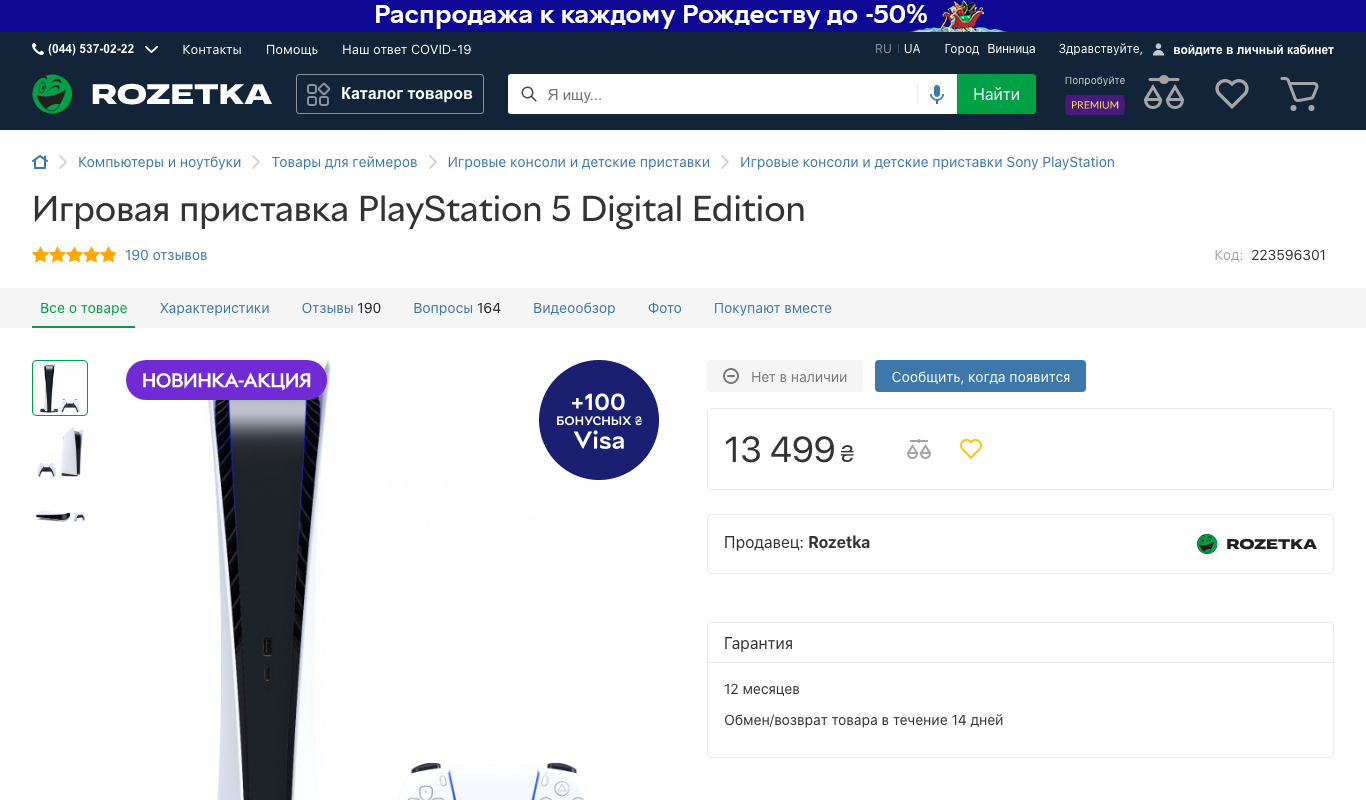 Распродажа к каждому Рождеству до -50%
(044) 537-02-22 Контакты Помощь Наш ответ COVID-19 RU UA Город Винница Здравствуйте, войдите в личный кабинет
ROZETKA Каталог товаров Я ищу... Найти Попробуйте PREMIUM
Компьютеры и ноутбуки Товары для геймеров Игровые консоли и детские приставки Игровые консоли и детские приставки Sony PlayStation
Игровая приставка PlayStation 5 Digital Edition
190 отзывов Код: 223596301
Все о товаре Характеристики Отзывы 190 Вопросы 164 Видеообзор Фото Покупают вместе
НОВИНКА-АКЦИЯ
+100
БОНУСНЫХ ₴
Visa
Нет в наличии Сообщить, когда появится
13 499 ₴
Продавец: Rozetka ROZETKA
Гарантия
12 месяцев
Обмен/возврат товара в течение 14 дней